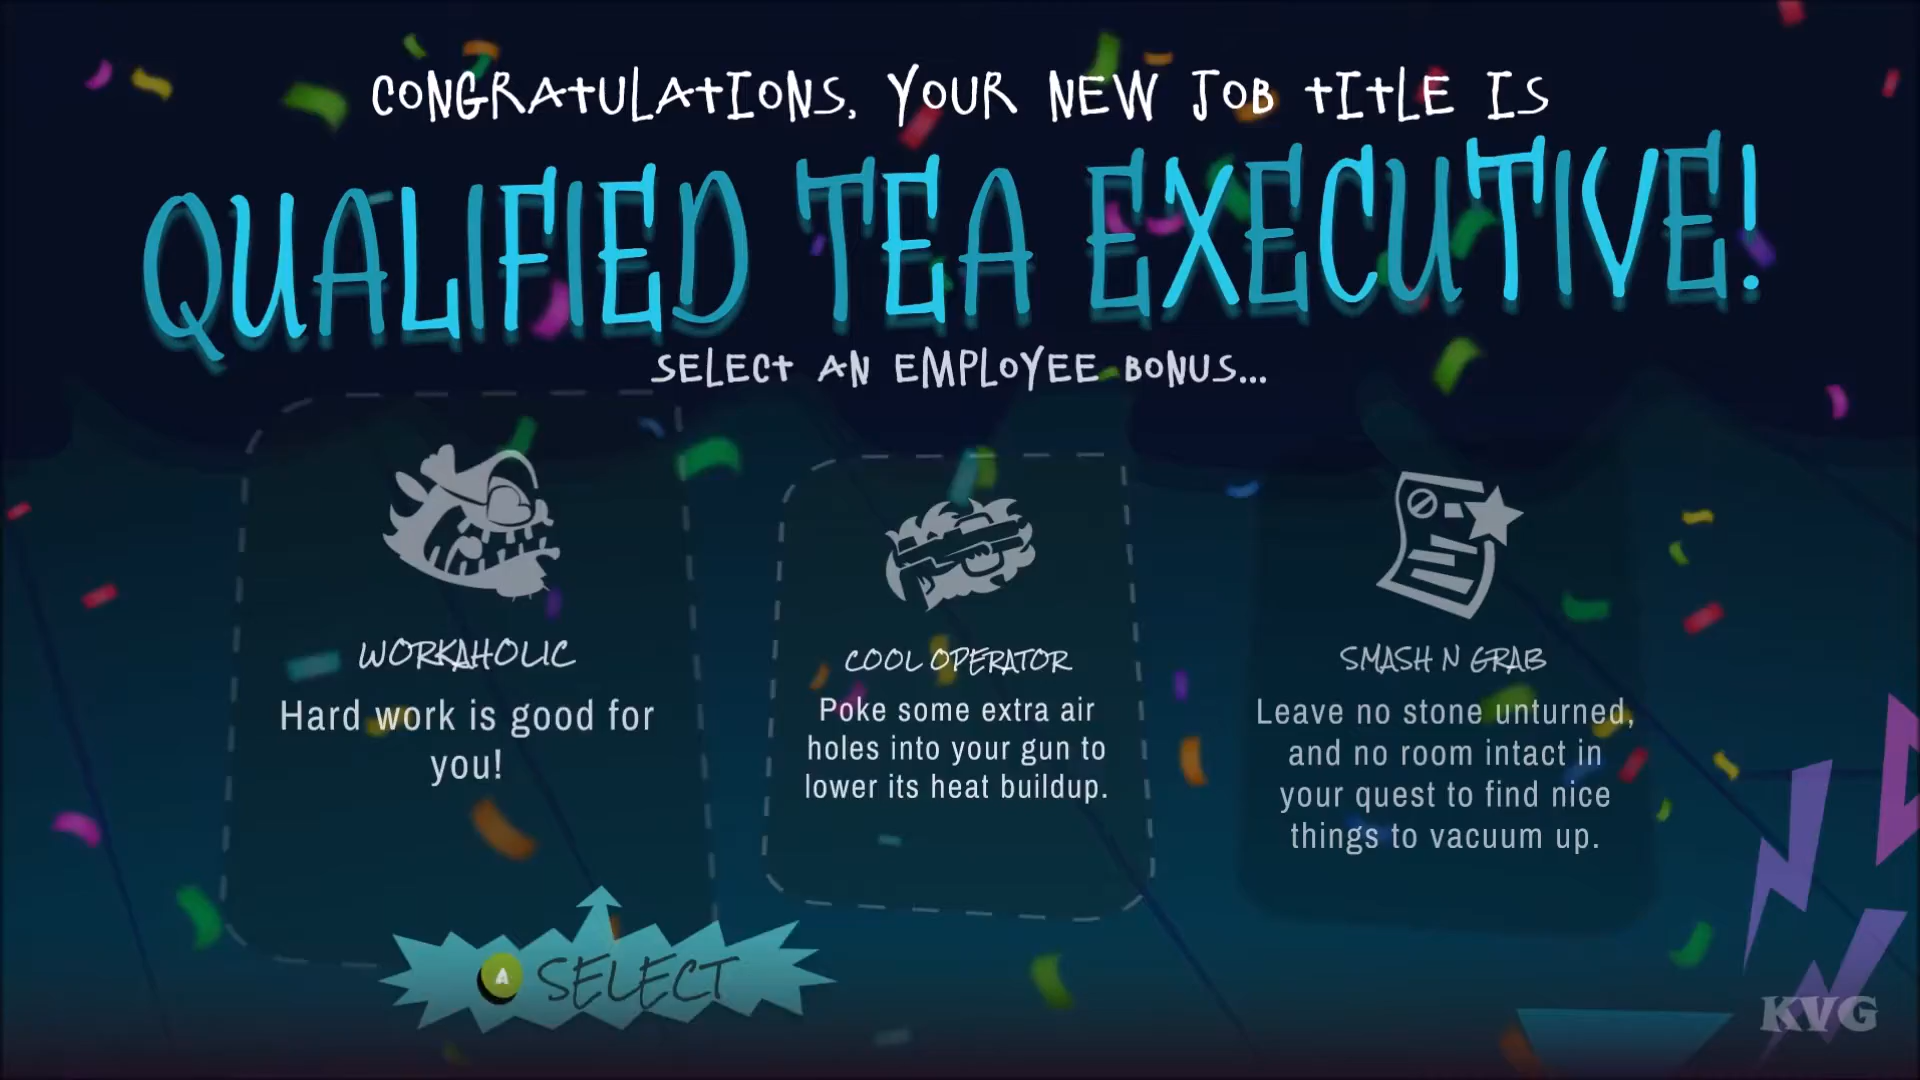 CONGRATULATIONS, YOUR NEW JOB TITLE IS
QUALIFIED TEA EXECUTIVE!
SELECT AN EMPLOYEE BONUS...
WORKAHOLIC
Hard work is good for
you!
COOL OPERATOR
Poke some extra air
holes into your gun to
lower its heat buildup.
SMASH N GRAB
Leave no stone unturned,
and no room intact in
your quest to find nice
things to vacuum up.
A SELECT
KVG